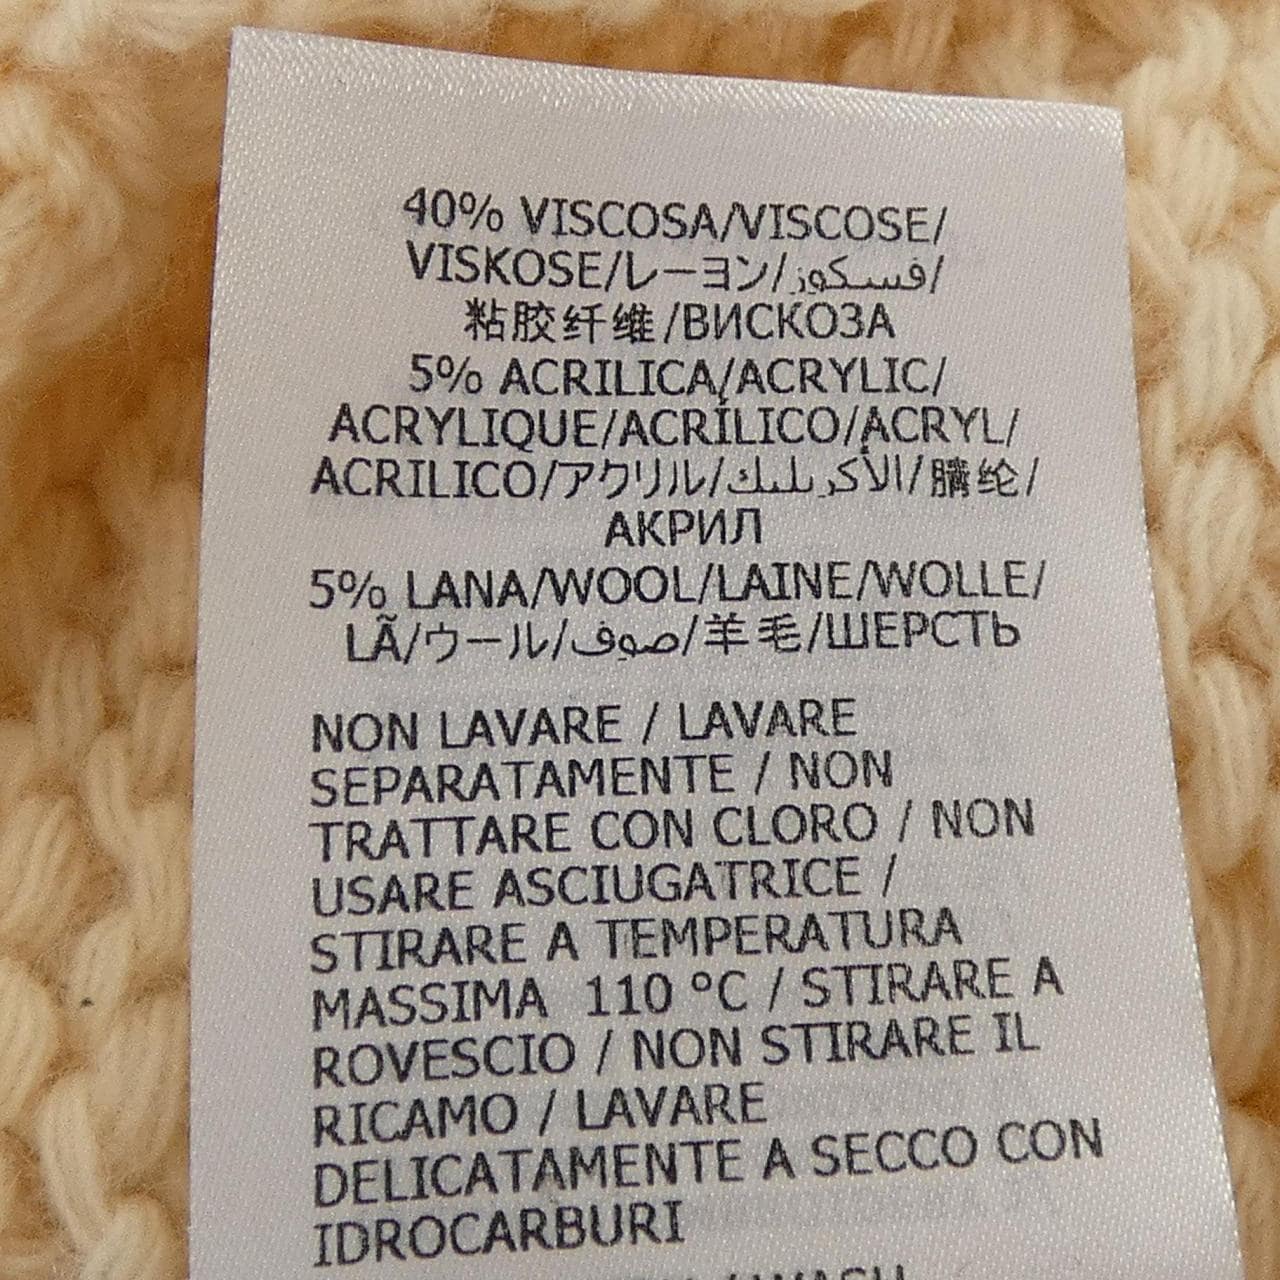 40% VISCOSA/VISCOSE/
VISKOSE/レーヨン/فسكوز/
粘胶纤维/ВИСКОЗА
5% ACRILICA/ACRYLIC/
ACRYLIQUE/ACRÍLICO/ACRYL/
ACRILICO/アクリル/الأكريليك/腈纶/
АКРИЛ
5% LANA/WOOL/LAINE/WOLLE/
LÃ/ウール/صوف/羊毛/ШЕРСТЬ
NON LAVARE / LAVARE
SEPARATAMENTE / NON
TRATTARE CON CLORO / NON
USARE ASCIUGATRICE /
STIRARE A TEMPERATURA
MASSIMA 110 °C / STIRARE A
ROVESCIO / NON STIRARE IL
RICAMO / LAVARE
DELICATAMENTE A SECCO CON
IDROCARBURI